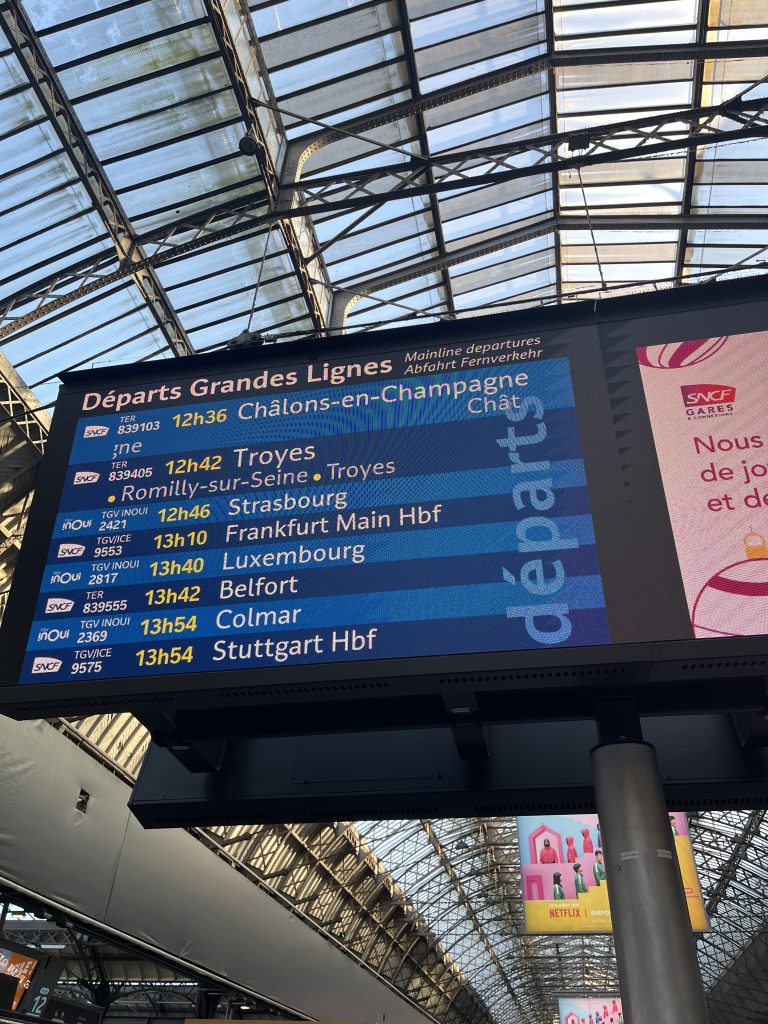 Départs Grandes Lignes
Mainline departures
Abfahrt Fernverkehr
SNCF TER 839103 12h36 Châlons-en-Champagne
gne Chât
SNCF TER 839405 12h42 Troyes
• Romilly-sur-Seine • Troyes
inOui TGV INOUI 2421 12h46 Strasbourg
SNCF TGV/ICE 9553 13h10 Frankfurt Main Hbf
inOui TGV INOUI 2817 13h40 Luxembourg
SNCF TER 839555 13h42 Belfort
inOui TGV INOUI 2369 13h54 Colmar
SNCF TGV/ICE 9575 13h54 Stuttgart Hbf
départs
SNCF
GARES
& CONNEXIONS
Nous
de jo
et de
NETFLIX
12